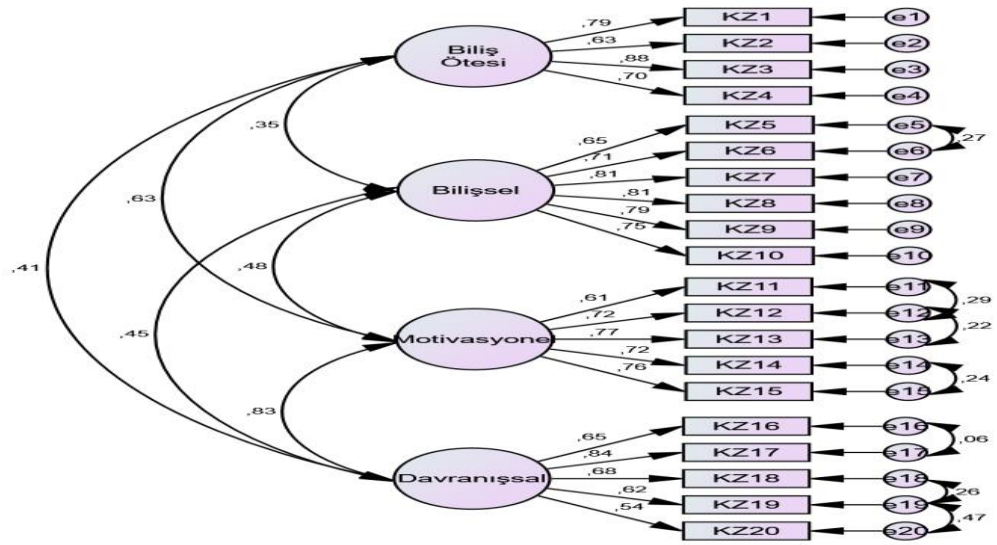 ,79 KZ1 e1
Biliş
Ötesi
,63 KZ2 e2
,88 KZ3 e3
,70 KZ4 e4
,35
,65 KZ5 e5
,71 KZ6 e6
,27
,81 KZ7 e7
Bilişsel
,81 KZ8 e8
,79 KZ9 e9
,75 KZ10 e10
,63
,41
,48
,45
,61 KZ11 e11
,72 KZ12 e12
,29
,77 KZ13 e13
,22
Motivasyonel
,72 KZ14 e14
,76 KZ15 e15
,24
,83
,65 KZ16 e16
,84 KZ17 e17
,06
Davranışsal
,68 KZ18 e18
,62 KZ19 e19
,26
,54 KZ20 e20
,47